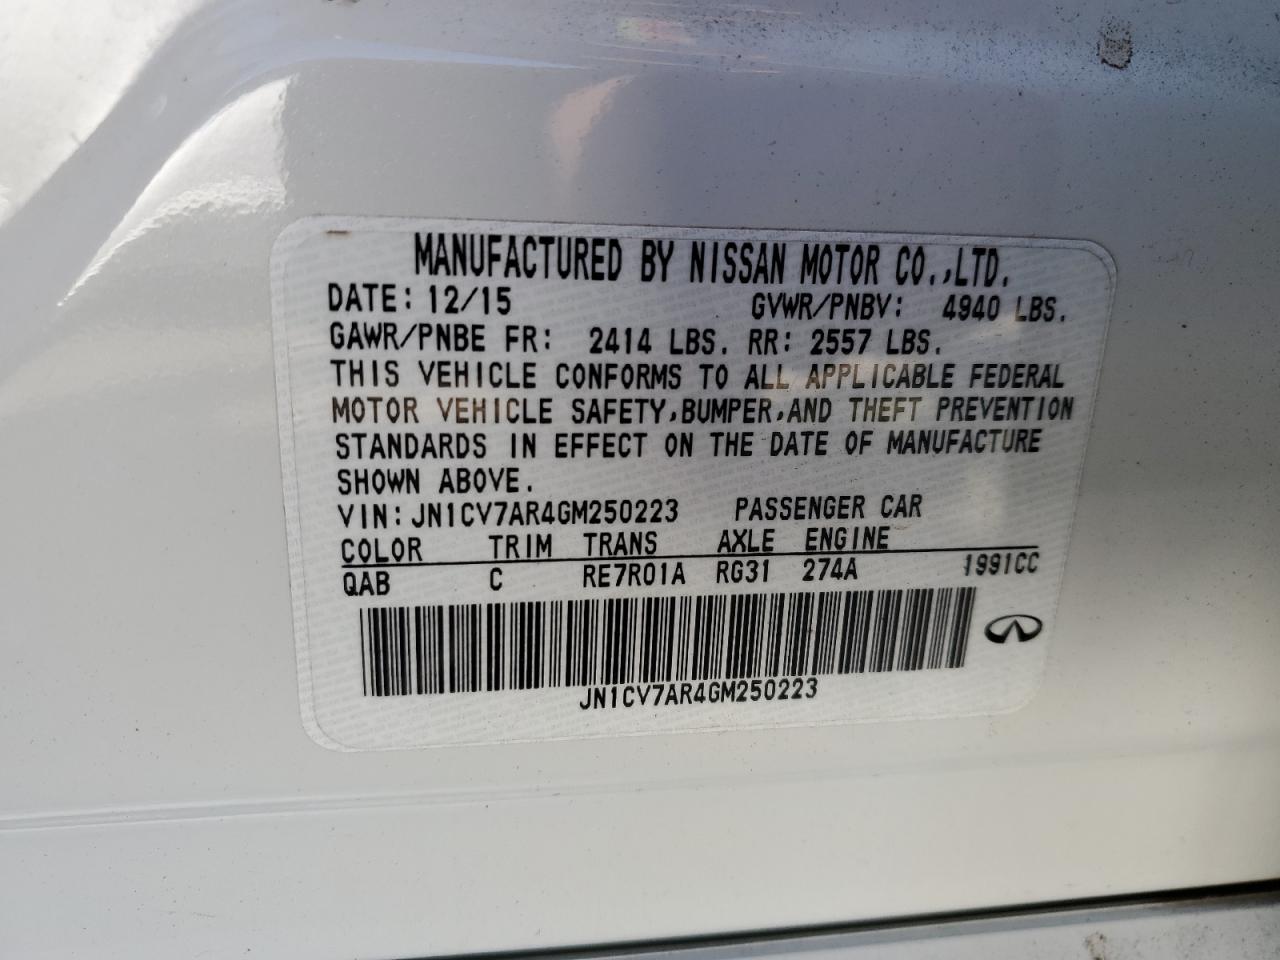 MANUFACTURED BY NISSAN MOTOR CO.,LTD.
DATE: 12/15 GVWR/PNBV: 4940 LBS.
GAWR/PNBE FR: 2414 LBS. RR: 2557 LBS.
THIS VEHICLE CONFORMS TO ALL APPLICABLE FEDERAL
MOTOR VEHICLE SAFETY,BUMPER,AND THEFT PREVENTION
STANDARDS IN EFFECT ON THE DATE OF MANUFACTURE
SHOWN ABOVE.
VIN: JN1CV7AR4GM250223 PASSENGER CAR
COLOR TRIM TRANS AXLE ENGINE
QAB C RE7R01A RG31 274A 1991CC
JN1CV7AR4GM250223